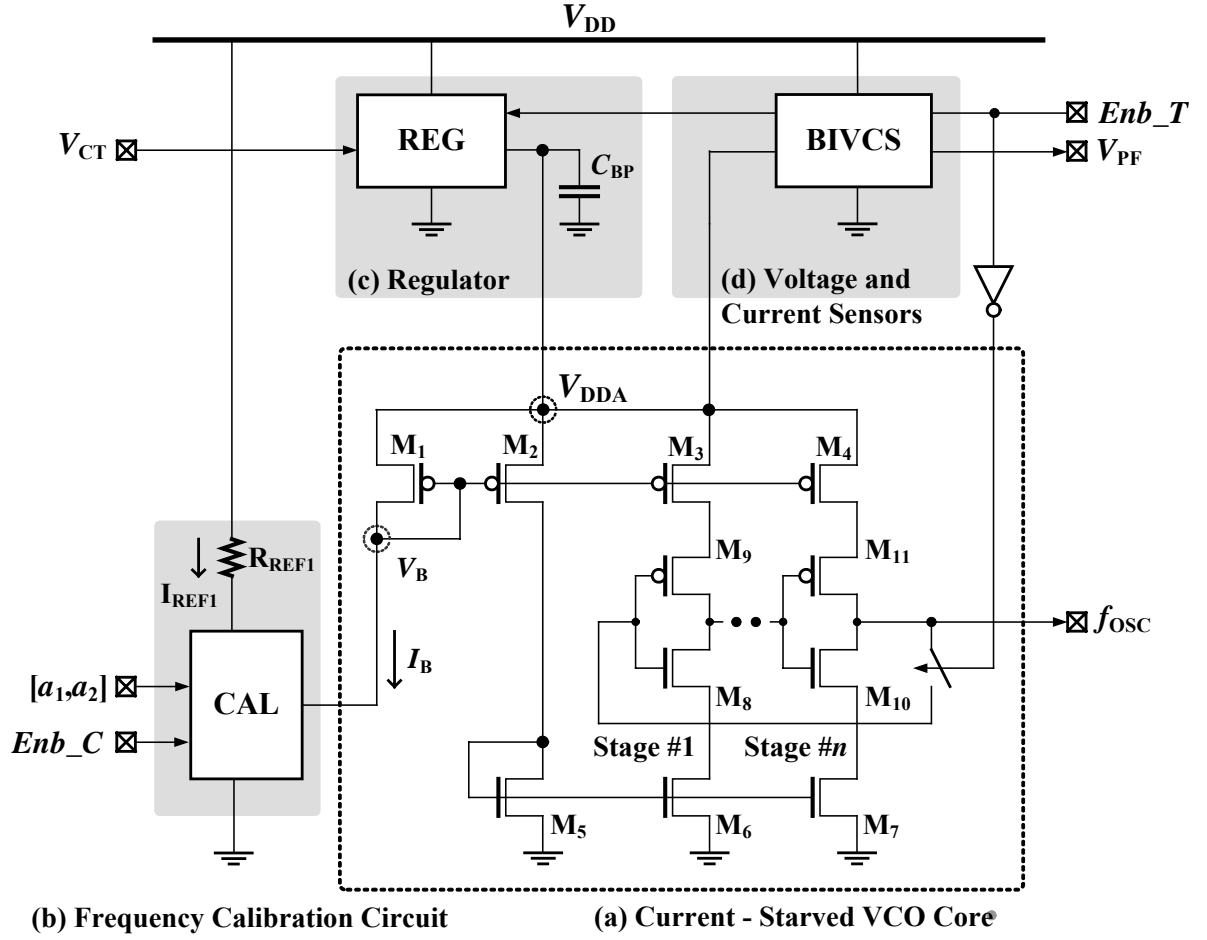 VDD
REG
BIVCS
Enb_T
VCT
CBP
VPF
(c) Regulator
(d) Voltage and
Current Sensors
VDDA
M1
M2
M3
M4
RREF1
IREF1
VB
M9
M11
fOSC
IB
[a1,a2]
CAL
M8
M10
Enb_C
Stage #1
Stage #n
M5
M6
M7
(b) Frequency Calibration Circuit
(a) Current - Starved VCO Core